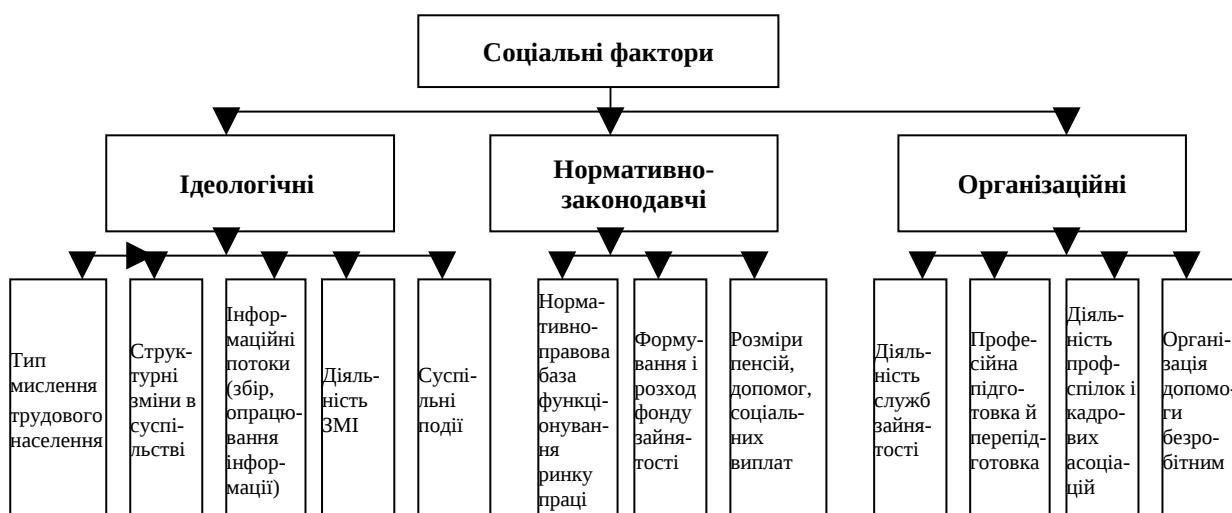 Соціальні фактори
Ідеологічні
Нормативно-
законодавчі
Організаційні
Тип
мислення
трудового
населення
Струк-
турні
зміни в
суспі-
льстві
Інфор-
маційні
потоки
(збір,
опрацю-
вання
інфор-
мації)
Діяль-
ність
ЗМІ
Суспі-
льні
події
Норма-
тивно-
правова
база
функці-
онуван-
ня
ринку
праці
Форму-
вання і
розход
фонду
зайня-
тості
Розміри
пенсій,
допомог,
соціаль-
них
виплат
Діяль-
ність
служб
зайня-
тості
Профе-
сійна
підго-
товка й
перепід-
готовка
Діяль-
ність
проф-
спілок і
кадро-
вих
асоціа-
цій
Органі-
зація
допомо-
ги
безро-
бітним